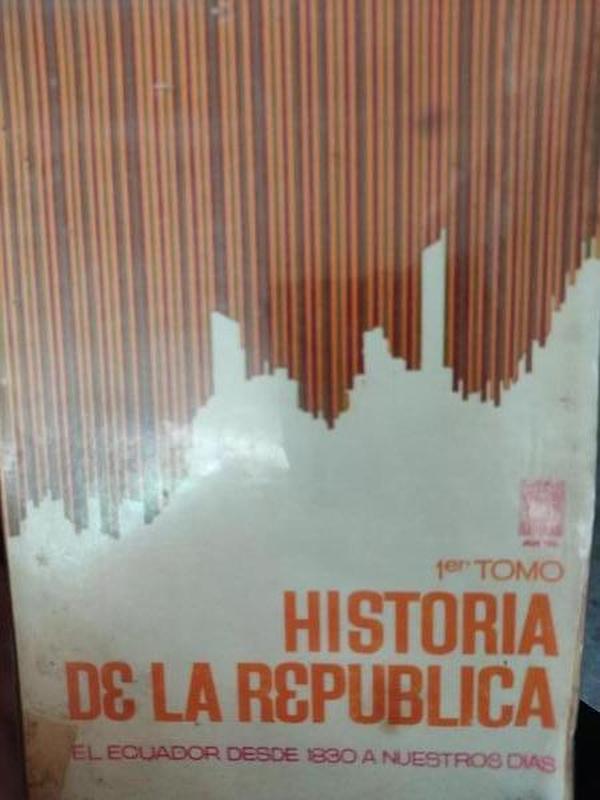 1er. TOMO
HISTORIA
DE LA REPUBLICA
EL ECUADOR DESDE 1830 A NUESTROS DIAS